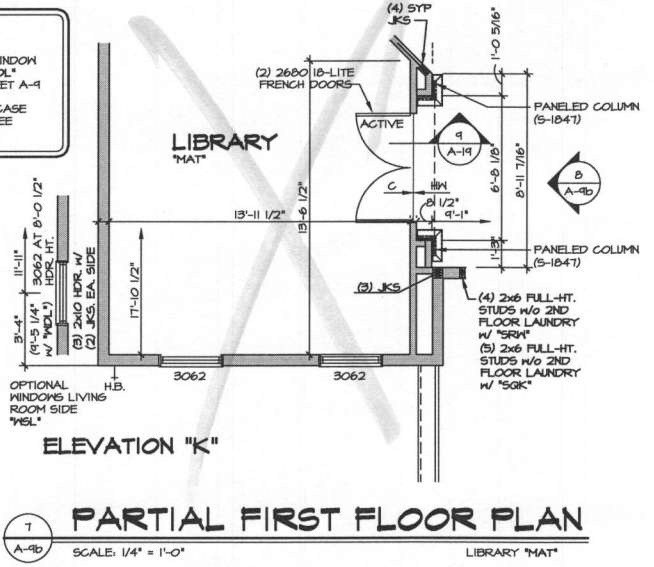 INDOW
DL"
ET A-9
CASE
EE
(4) SYP
JKS
(2) 2680 18-LITE
FRENCH DOORS
ACTIVE
LIBRARY
"MAT"
1'-0 5/16"
PANELED COLUMN
(S-1847)
9
A-19
6'-8 1/8"
8'-11 7/16"
8
A-9b
C
HW
8 1/2"
9'-1"
13'-11 1/2"
13'-6 1/2"
17'-10 1/2"
1'-3"
PANELED COLUMN
(S-1847)
(3) JKS
(4) 2x6 FULL-HT.
STUDS w/o 2ND
FLOOR LAUNDRY
w/ "SRW"
(5) 2x6 FULL-HT.
STUDS w/o 2ND
FLOOR LAUNDRY
w/ "SGK"
11'-11"
3'-4"
(9'-5 1/4"
w/ "WDL")
3062 AT 8'-0 1/2"
HDR. HT.
(3) 2x10 HDR. w/
(2) JKS. EA. SIDE
3062
3062
H.B.
OPTIONAL
WINDOWS LIVING
ROOM SIDE
"WSL"
ELEVATION "K"
7
A-9b
PARTIAL FIRST FLOOR PLAN
SCALE: 1/4" = 1'-0"
LIBRARY "MAT"